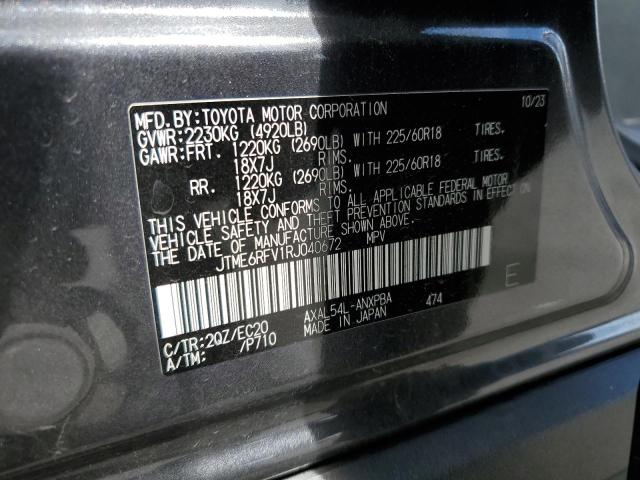 MFD.BY:TOYOTA MOTOR CORPORATION 10/23
GVWR:2230KG (4920LB)
GAWR:FRT. 1220KG (2690LB) WITH 225/60R18 TIRES,
18X7J RIMS.
RR. 1220KG (2690LB) WITH 225/60R18 TIRES,
18X7J RIMS.
THIS VEHICLE CONFORMS TO ALL APPLICABLE FEDERAL MOTOR
VEHICLE SAFETY AND THEFT PREVENTION STANDARDS IN EFFECT ON
THE DATE OF MANUFACTURE SHOWN ABOVE.
JTME6RFV1RJ040672 MPV
E
C/TR:2QZ/EC20 AXAL54L-ANXPBA 474
A/TM: /P710 MADE IN JAPAN